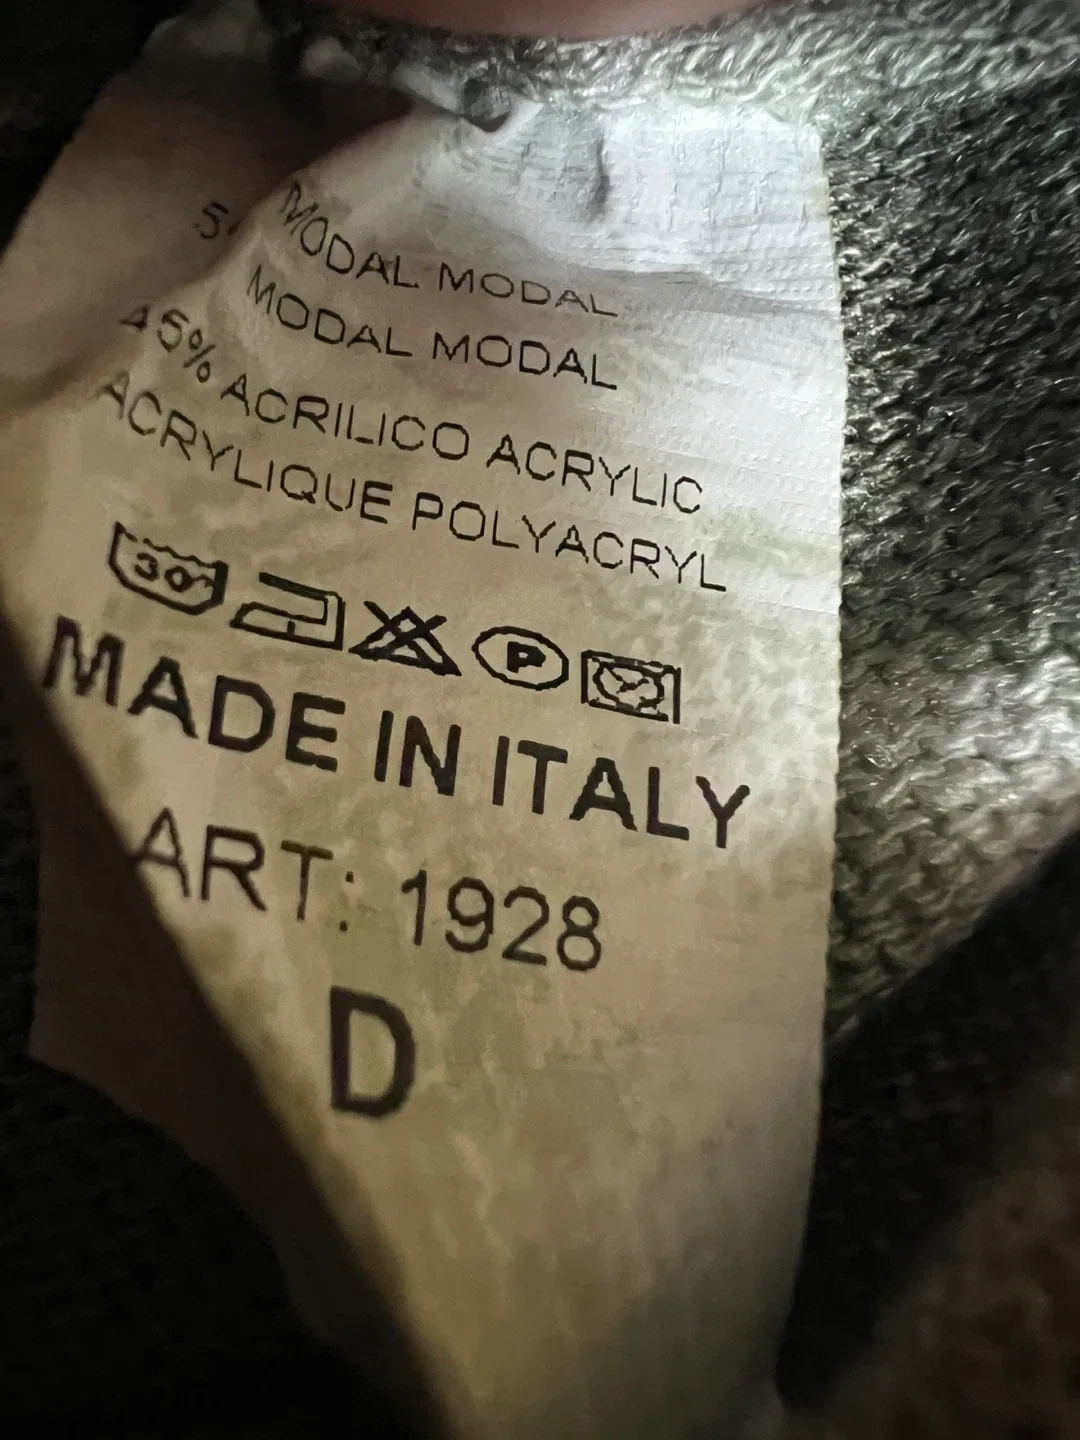 MODAL MODAL
MODAL MODAL
45% ACRILICO ACRYLIC
ACRYLIQUE POLYACRYL
30
P
MADE IN ITALY
ART: 1928
D